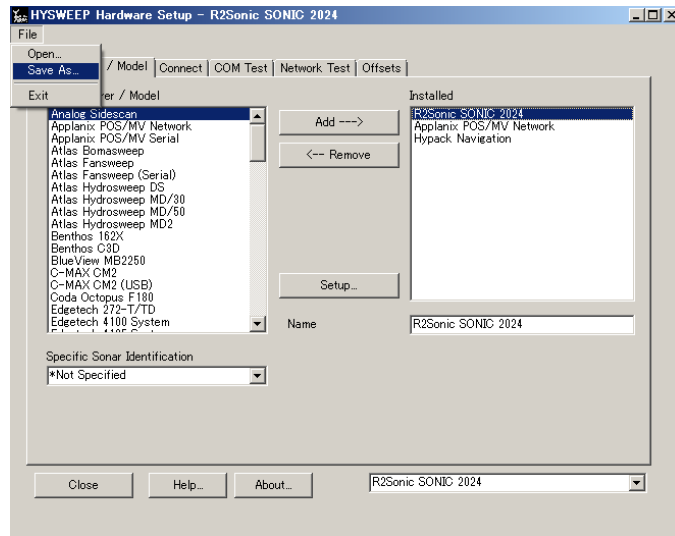 HYSWEEP Hardware Setup - R2Sonic SONIC 2024
File
Open...
Save As...
Exit
/ Model
Connect
COM Test
Network Test
Offsets
er / Model
Installed
Analog Sidescan
Applanix POS/MV Network
Applanix POS/MV Serial
Atlas Bomasweep
Atlas Fansweep
Atlas Fansweep (Serial)
Atlas Hydrosweep DS
Atlas Hydrosweep MD/30
Atlas Hydrosweep MD/50
Atlas Hydrosweep MD2
Benthos 162X
Benthos C3D
BlueView MB2250
C-MAX CM2
C-MAX CM2 (USB)
Coda Octopus F180
Edgetech 272-T/TD
Edgetech 4100 System
Add --->
<-- Remove
Setup...
R2Sonic SONIC 2024
Applanix POS/MV Network
Hypack Navigation
Name
R2Sonic SONIC 2024
Specific Sonar Identification
*Not Specified
Close
Help...
About...
R2Sonic SONIC 2024